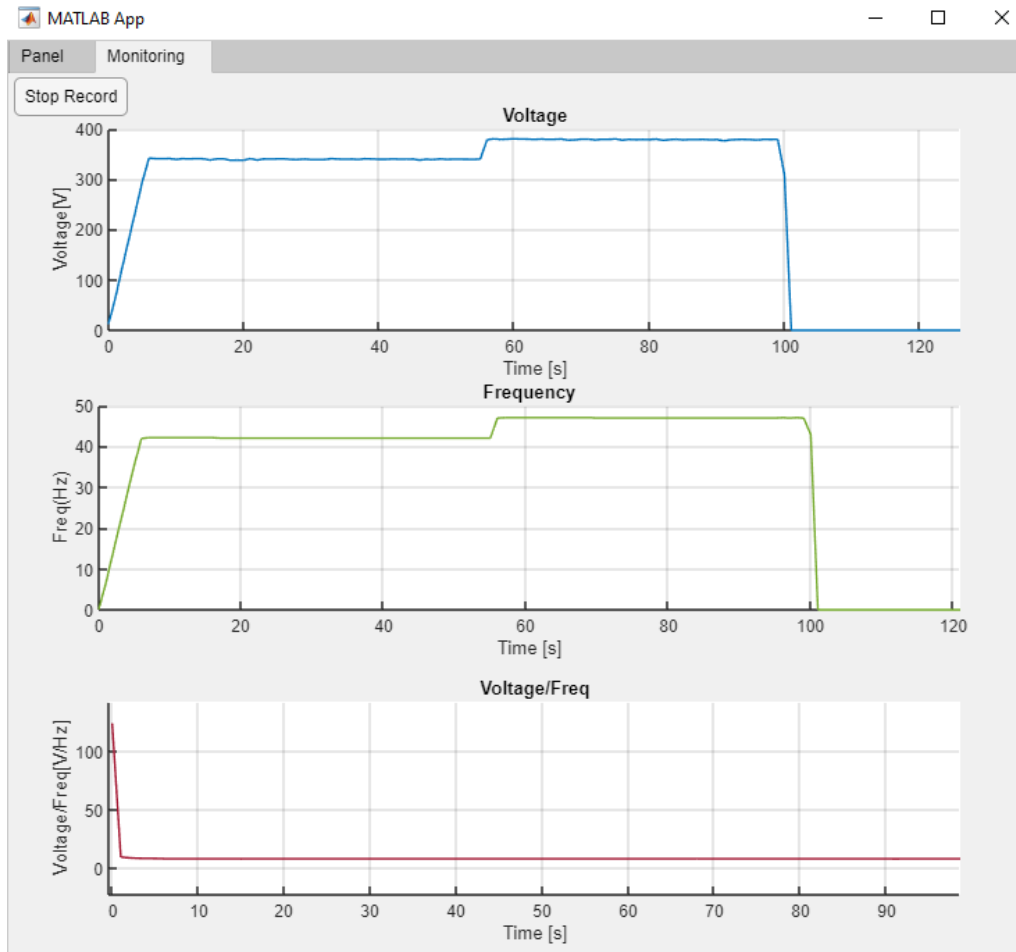 MATLAB App
Panel Monitoring
Stop Record
Voltage
400
300
200
100
0
Voltage[V]
0 20 40 60 80 100 120
Time [s]
Frequency
50
40
30
20
10
0
Freq(Hz)
0 20 40 60 80 100 120
Time [s]
Voltage/Freq
100
50
0
Voltage/Freq[V/Hz]
0 10 20 30 40 50 60 70 80 90
Time [s]